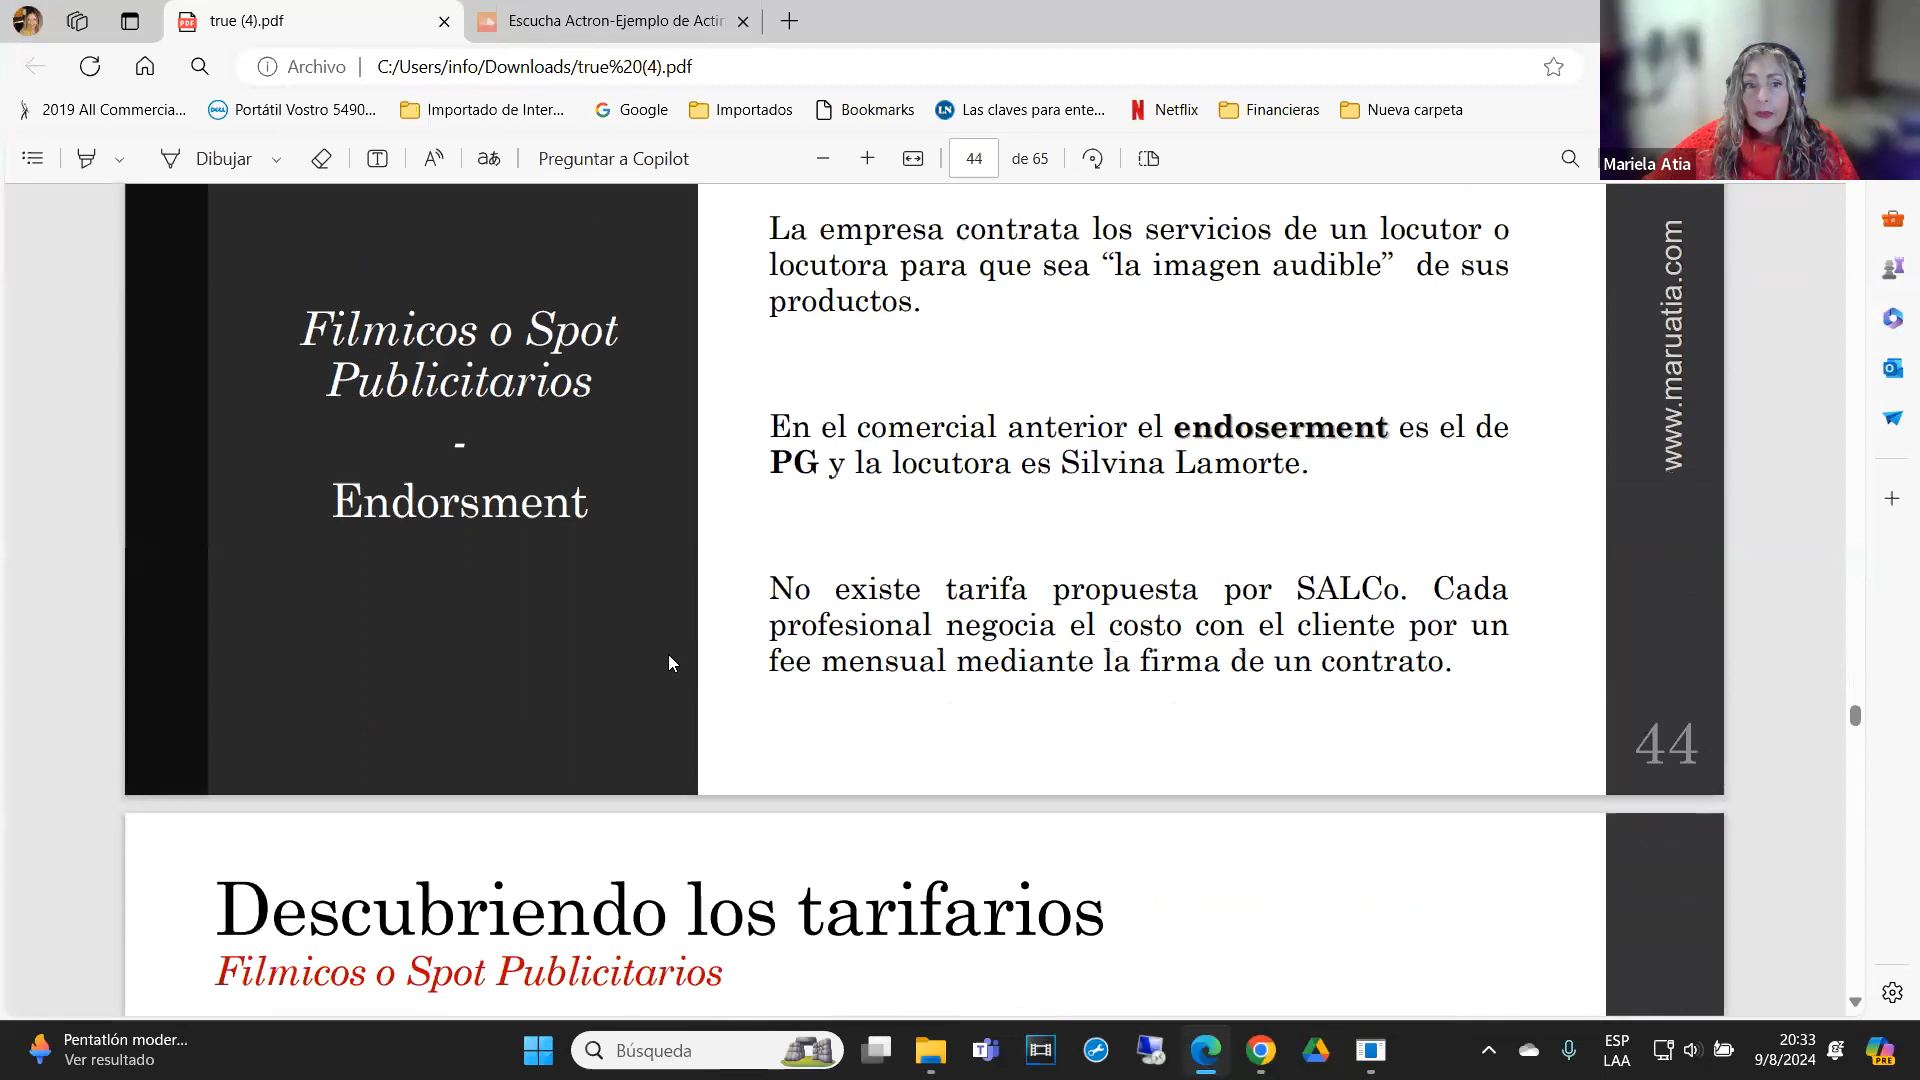 true (4).pdf
Escucha Actron-Ejemplo de Actir
Archivo
C:/Users/info/Downloads/true%20(4).pdf
2019 All Commercia...
Portátil Vostro 5490...
Importado de Inter...
Google
Importados
Bookmarks
Las claves para ente...
Netflix
Financieras
Nueva carpeta
Dibujar
Preguntar a Copilot
44
de 65
Mariela Atia
Filmicos o Spot
Publicitarios
-
Endorsment
La empresa contrata los servicios de un locutor o
locutora para que sea “la imagen audible” de sus
productos.
En el comercial anterior el endoserment es el de
PG y la locutora es Silvina Lamorte.
No existe tarifa propuesta por SALCo. Cada
profesional negocia el costo con el cliente por un
fee mensual mediante la firma de un contrato.
www.maruatia.com
44
Descubriendo los tarifarios
Filmicos o Spot Publicitarios
Pentatlón moder...
Ver resultado
Búsqueda
ESP
LAA
20:33
9/8/2024